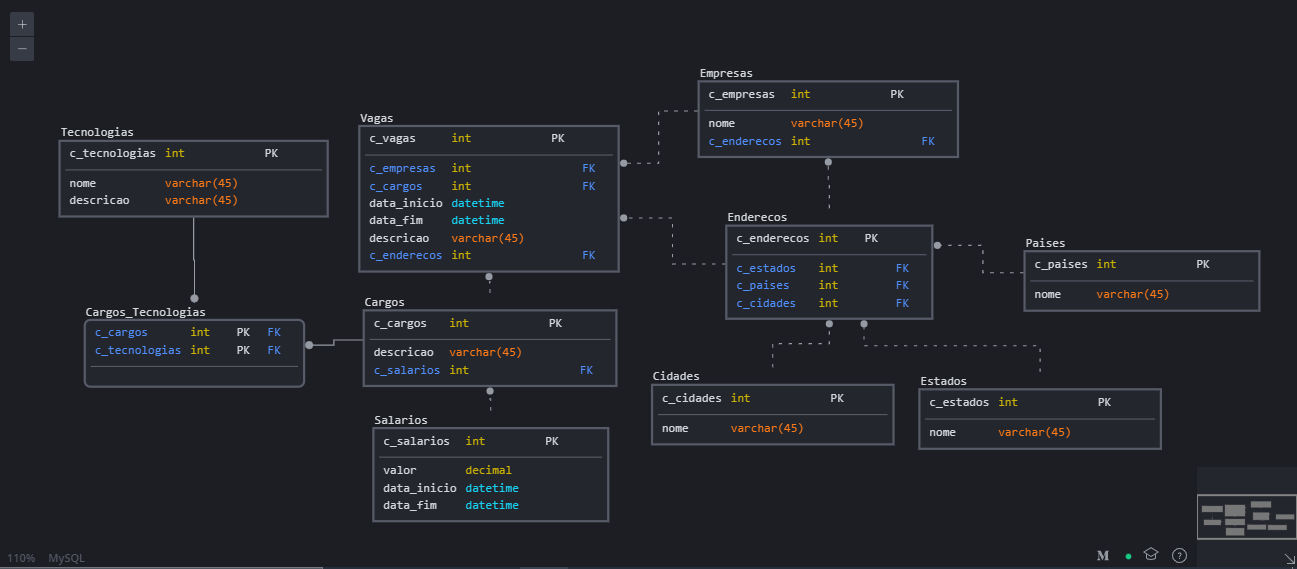 +
−
Tecnologias
c_tecnologias int PK
nome varchar(45)
descricao varchar(45)
Cargos_Tecnologias
c_cargos int PK FK
c_tecnologias int PK FK
Vagas
c_vagas int PK
c_empresas int FK
c_cargos int FK
data_inicio datetime
data_fim datetime
descricao varchar(45)
c_enderecos int FK
Cargos
c_cargos int PK
descricao varchar(45)
c_salarios int FK
Salarios
c_salarios int PK
valor decimal
data_inicio datetime
data_fim datetime
Empresas
c_empresas int PK
nome varchar(45)
c_enderecos int FK
Enderecos
c_enderecos int PK
c_estados int FK
c_paises int FK
c_cidades int FK
Paises
c_paises int PK
nome varchar(45)
Cidades
c_cidades int PK
nome varchar(45)
Estados
c_estados int PK
nome varchar(45)
110% MySQL
M ?